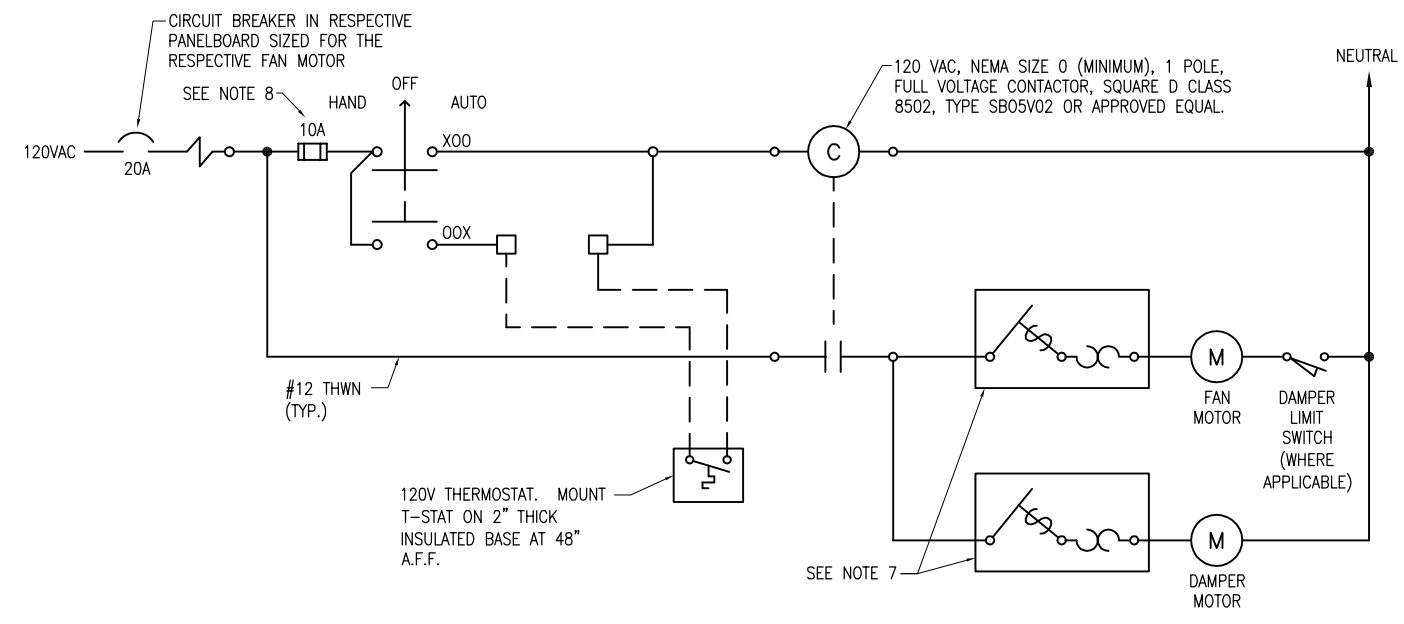 CIRCUIT BREAKER IN RESPECTIVE
PANELBOARD SIZED FOR THE
RESPECTIVE FAN MOTOR
SEE NOTE 8
HAND
OFF
AUTO
120VAC
20A
10A
XOO
OOX
120 VAC, NEMA SIZE 0 (MINIMUM), 1 POLE,
FULL VOLTAGE CONTACTOR, SQUARE D CLASS
8502, TYPE SBO5V02 OR APPROVED EQUAL.
NEUTRAL
C
#12 THWN
(TYP.)
M
FAN
MOTOR
DAMPER
LIMIT
SWITCH
(WHERE
APPLICABLE)
120V THERMOSTAT. MOUNT
T-STAT ON 2" THICK
INSULATED BASE AT 48"
A.F.F.
SEE NOTE 7
M
DAMPER
MOTOR